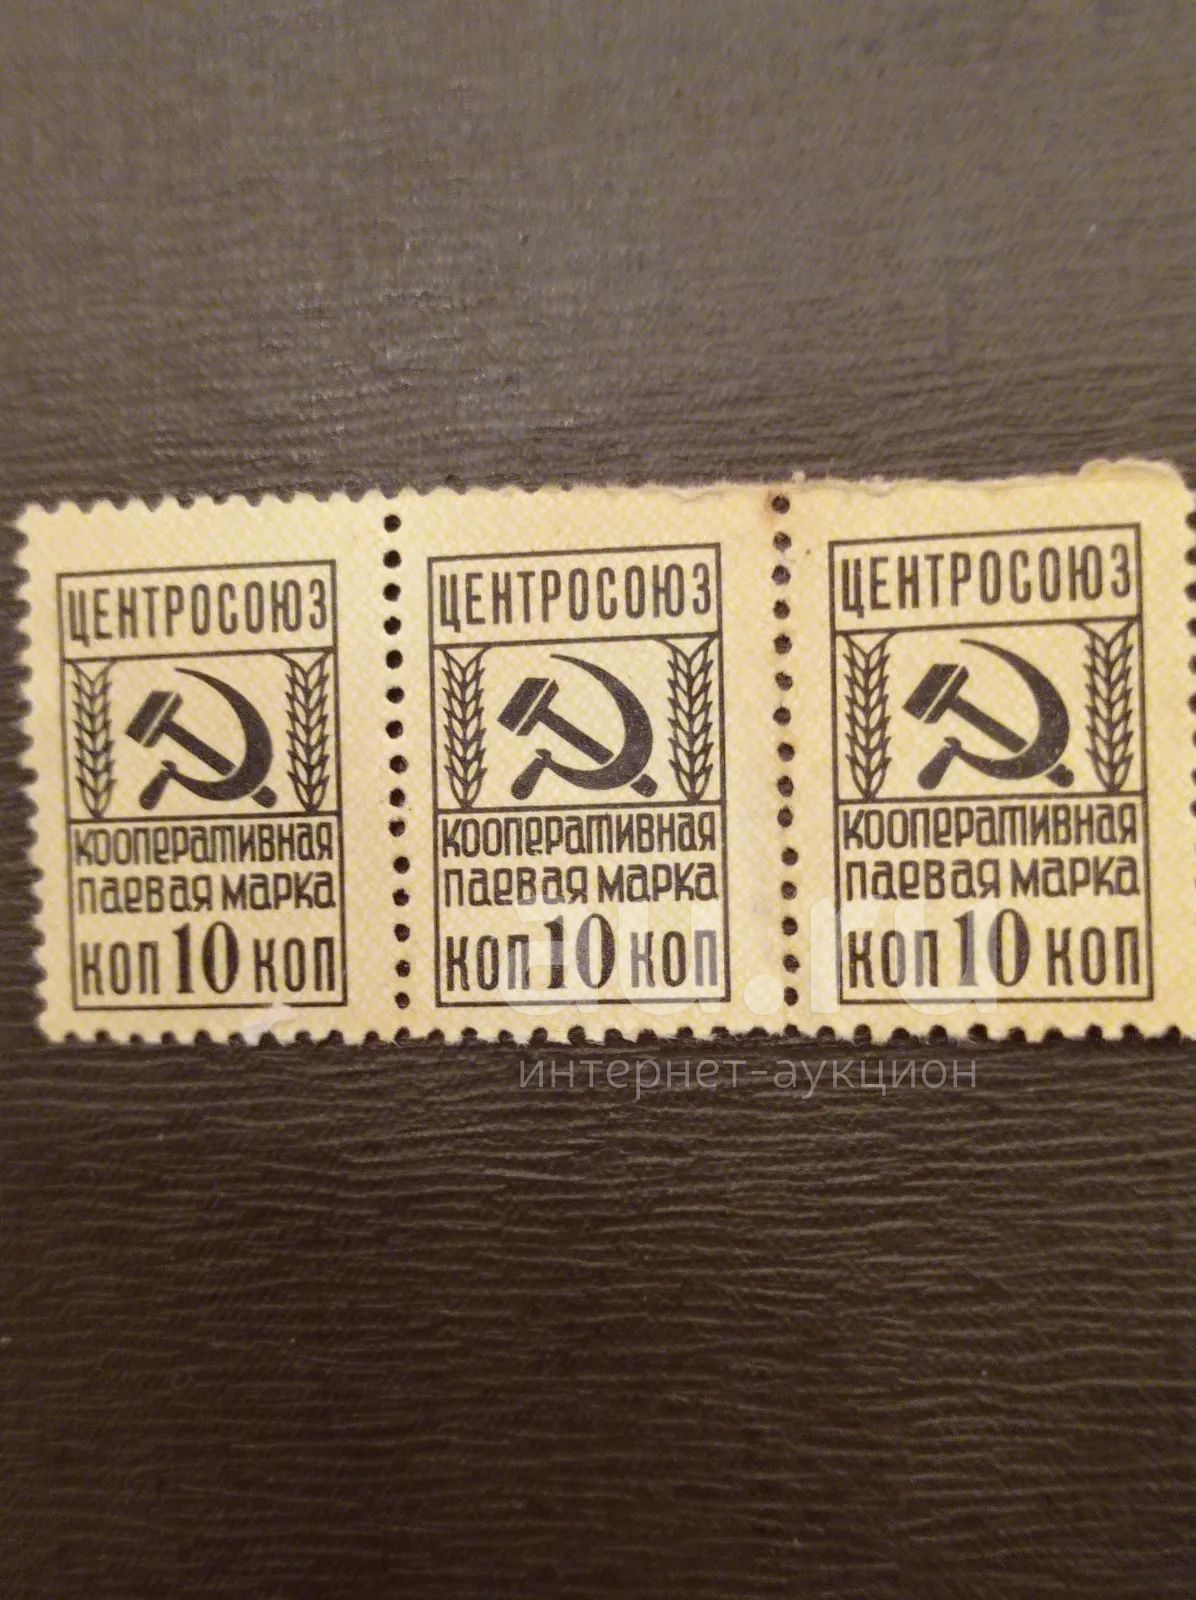 ЦЕНТРОСОЮЗ
кооперативная
паевая марка
коп 10 коп
ЦЕНТРОСОЮЗ
кооперативная
паевая марка
коп 10 коп
ЦЕНТРОСОЮЗ
кооперативная
паевая марка
коп 10 коп
au.ru
интернет-аукцион